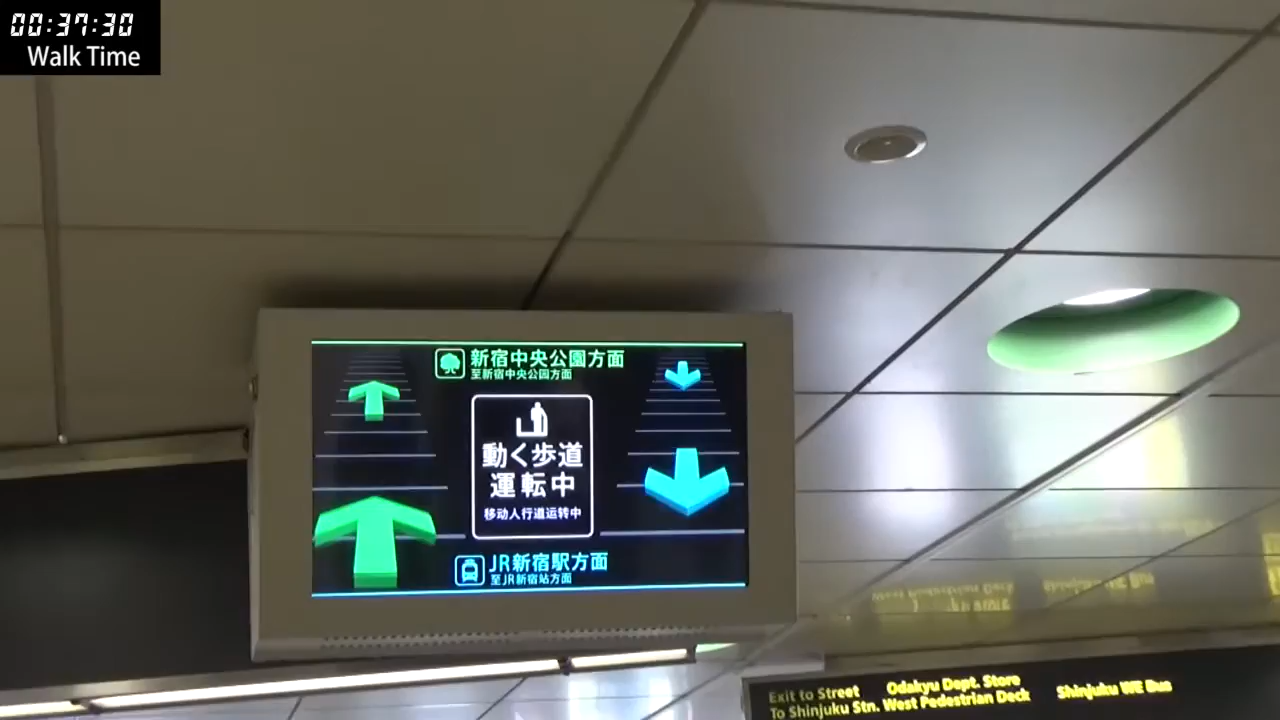 00:37:30
Walk Time
新宿中央公園方面
至新宿中央公园方面
動く歩道
運転中
移动人行道运转中
JR新宿駅方面
至JR新宿站方面
Exit to Street Odakyu Dept. Store Shinjuku WE Bus
To Shinjuku Stn. West Pedestrian Deck